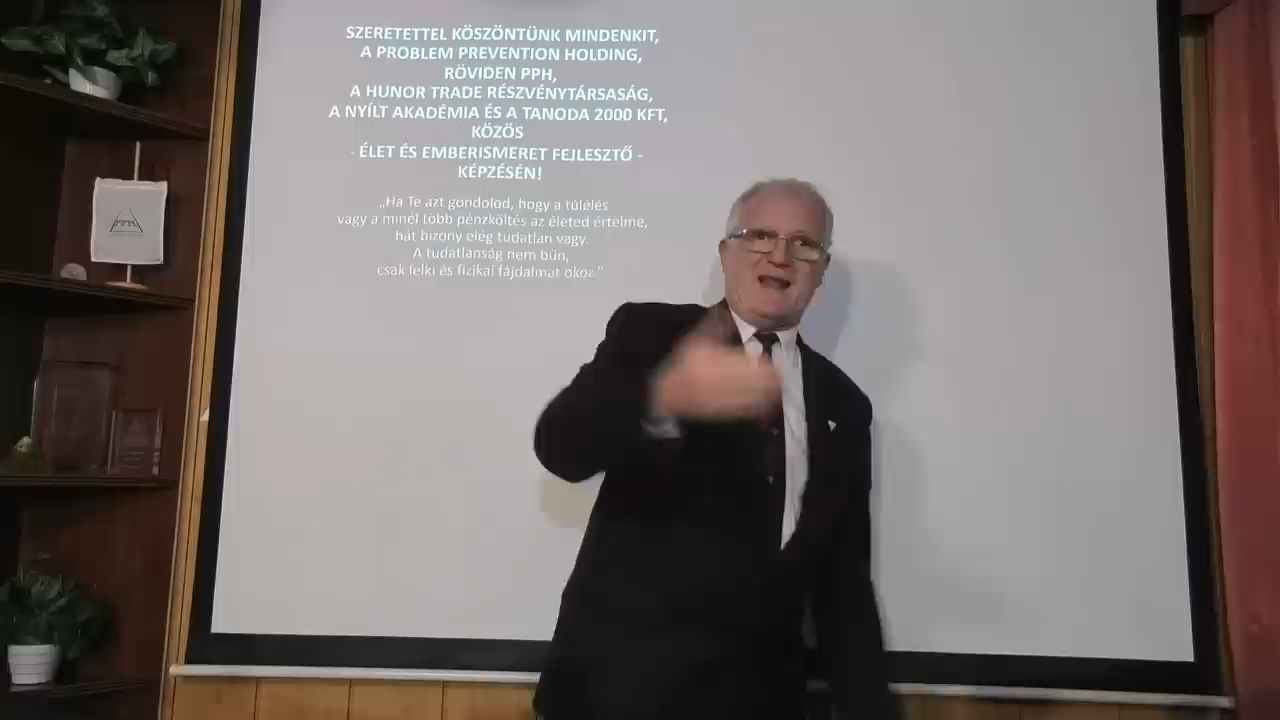 SZERETETTEL KÖSZÖNTÜNK MINDENKIT,
A PROBLEM PREVENTION HOLDING,
RÖVIDEN PPH,
A HUNOR TRADE RÉSZVÉNYTÁRSASÁG,
A NYÍLT AKADÉMIA ÉS A TANODA 2000 KFT,
KÖZÖS
- ÉLET ÉS EMBERISMERET FEJLESZTŐ -
KÉPZÉSÉN!
„Ha Te azt gondolod, hogy a túlélés
vagy a minél több pénzköltés az életed értelme,
hát bizony elég tudatlan vagy.
A tudatlanság nem bűn,
csak lelki és fizikai fájdalmat okoz."